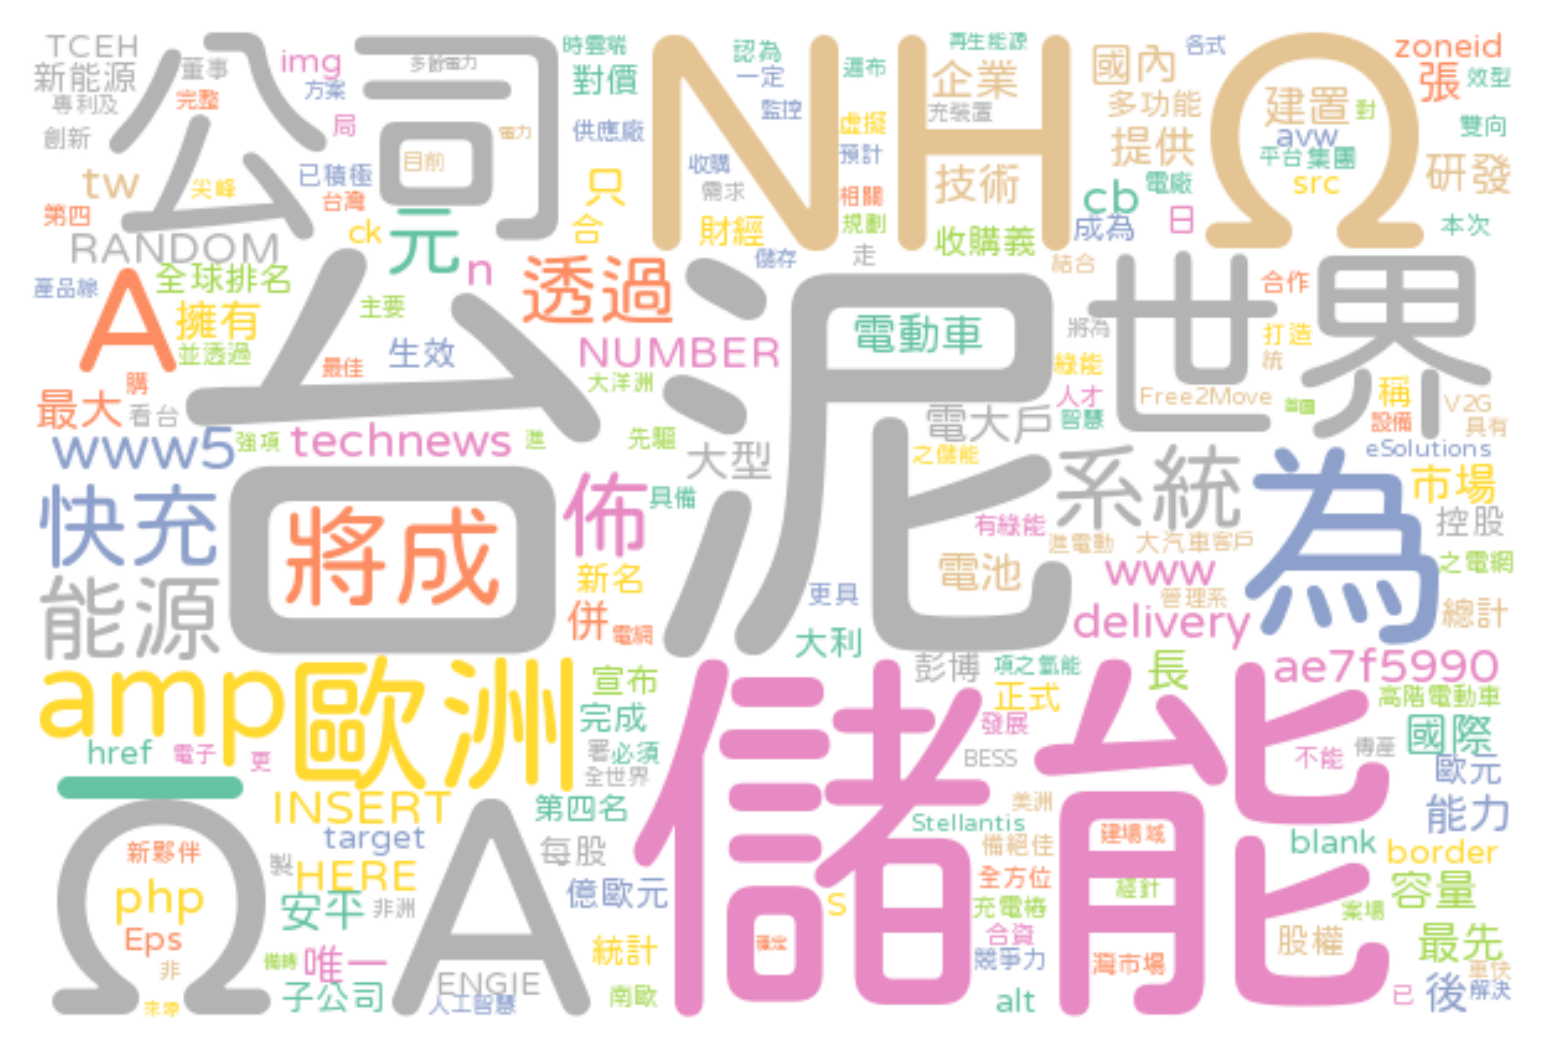 TCEH
新能源
專利及
創新
董事
完整
公司
img
方案
局
多餘電力
電力
目前
時雲端
對價
供應廠
已積極
台灣
NHΩ
認為
一定
監控
遍布
虛擬
預計
收購
需求
相關
規劃
財經
儲存
走
再生能源
企業
充裝置
技術
收購義
國內
各式
多功能
提供
cb
電廠
成為
日
結合
建置
對
avw
平台集團
src
zoneid
張
效型
雙向
研發
本次
tw
尖峰
第四
RANDOM
ck
元
n
只
合
產品線
全球排名
A
擁有
並透過
主要
生效
最佳
透過
NUMBER
大洋洲
台泥
電動車
世界
將為
合作
打造
統
綠能
人才
智慧
Free2Move
稱
設備
V2G
具有
購
最大
看台
www5
強項
technews
進
先驅
大型
電大戶
之儲能
系統
eSolutions
為
市場
控股
快充
將成
佈
具備
有綠能
進電動
大汽車客戶
之電網
能源
新名
併
電網
更具
大利
電池
www
管理系
delivery
總計
amp
歐洲
宣布
完成
署
必須
全世界
彭博
項之氫能
正式
長
ae7f5990
高階電動車
href
電子
更
發展
BESS
不能
傳產
國際
歐元
一
INSERT
target
第四名
每股
儲能
美洲
Stellantis
備絕佳
建場域
能力
blank
border
ΩA
新夥伴
php
Eps
非
製
HERE
安平
非洲
億歐元
s
全方位
充電樁
經針
容量
案場
統計
唯一
子公司
ENGIE
人工智慧
南歐
確定
合資
競爭力
灣市場
alt
股權
最先
後
解決
已